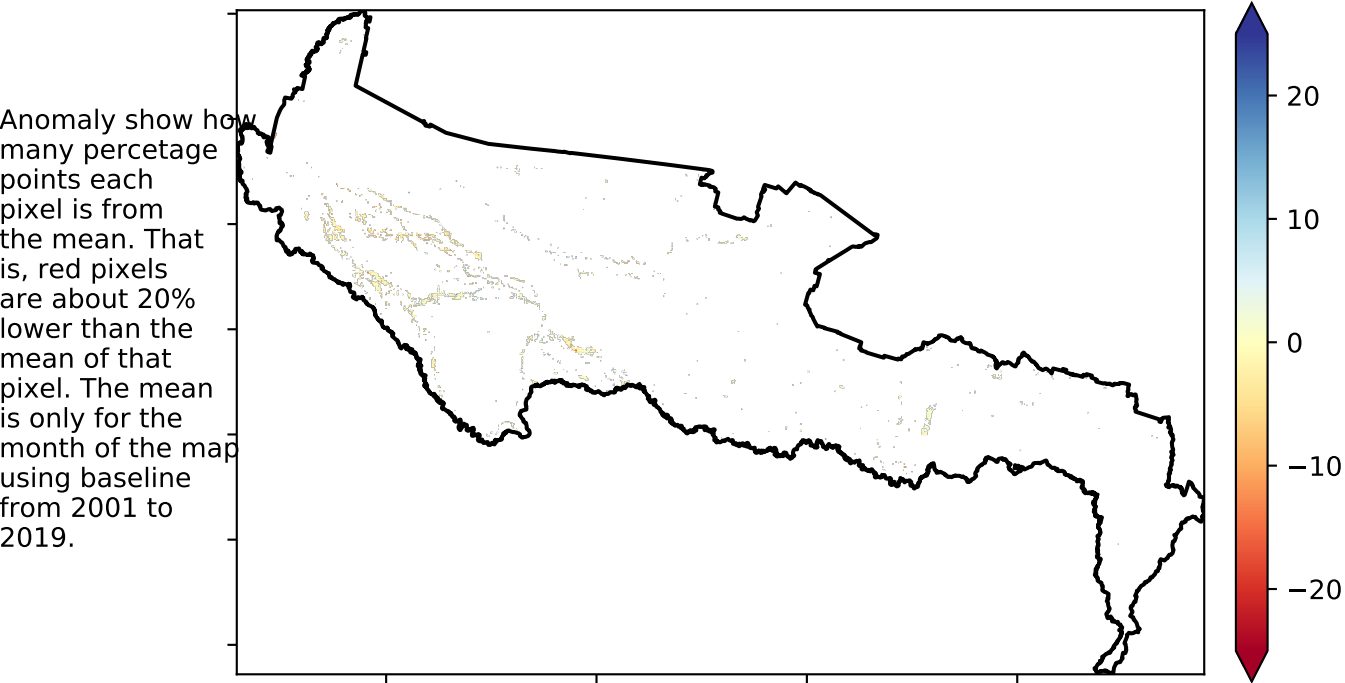 Anomaly show how
many percetage
points each
pixel is from
the mean. That
is, red pixels
are about 20%
lower than the
mean of that
pixel. The mean
is only for the
month of the map
using baseline
from 2001 to
2019.
20
10
0
−10
−20